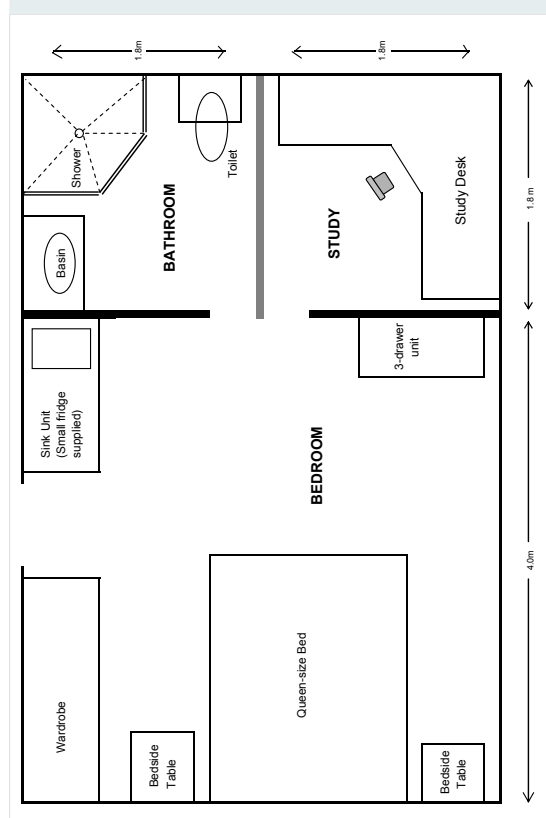 1.8m
1.8m
Shower
Toilet
Basin
BATHROOM
STUDY
Study Desk
1.8 m
Sink Unit
(Small fridge
supplied)
3-drawer
unit
BEDROOM
4.0m
Wardrobe
Queen-size Bed
Bedside
Table
Bedside
Table